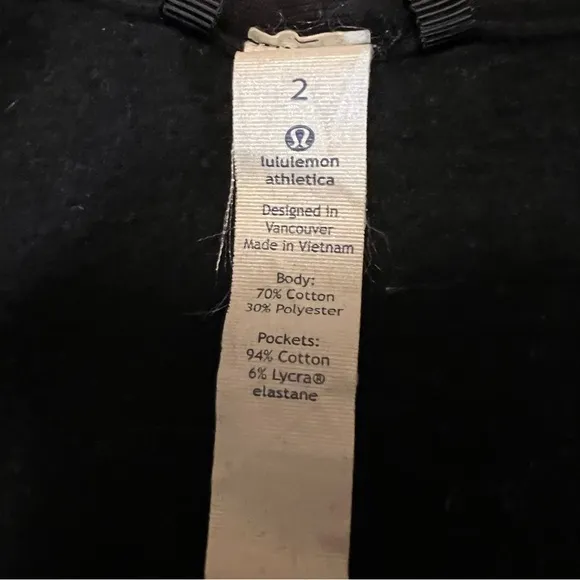 2
lululemon
athletica
Designed in
Vancouver
Made in Vietnam
Body:
70% Cotton
30% Polyester
Pockets:
94% Cotton
6% Lycra®
elastane